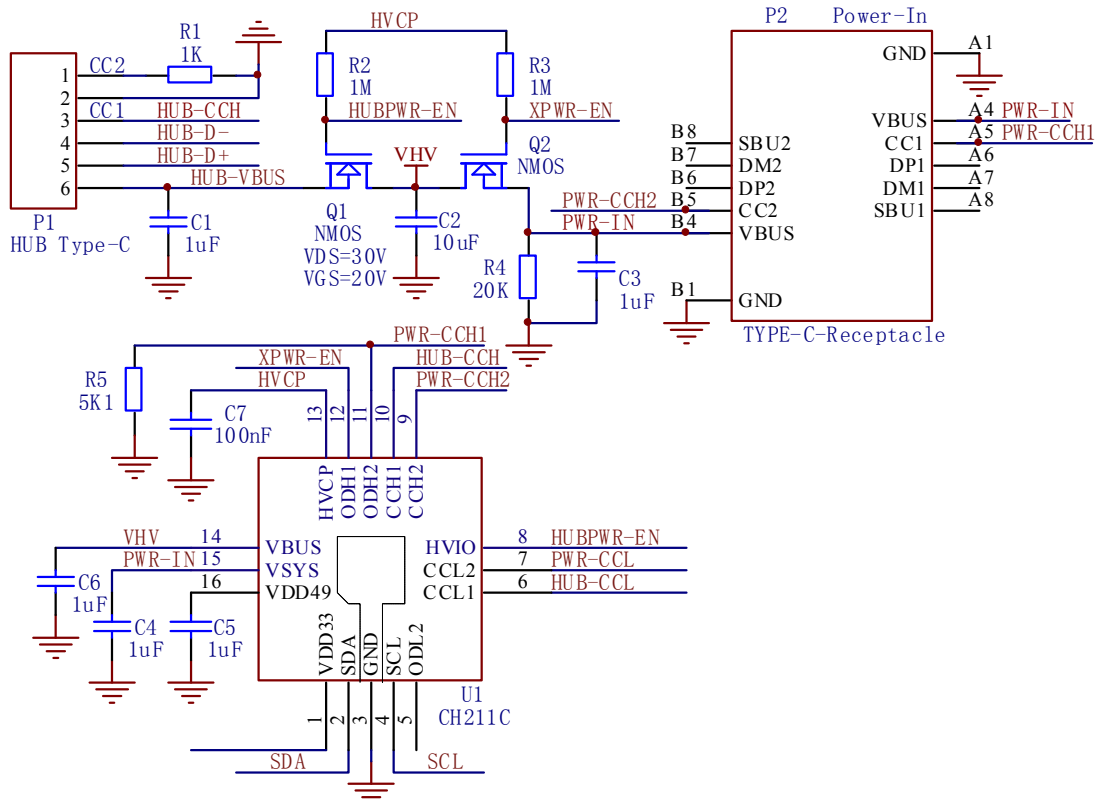 P2 Power-In
HVCP
R1
1K
A1
GND
1
CC2
R2
1M
R3
1M
2
3
CC1
HUB-CCH
HUBPWR-EN
XPWR-EN
VBUS
A4
PWR-IN
4
HUB-D-
CC1
A5
PWR-CCH1
5
HUB-D+
VHV
Q2
NMOS
B8
SBU2
DP1
A6
6
HUB-VBUS
B7
DM2
DM1
A7
B6
DP2
SBU1
A8
PWR-CCH2
B5
CC2
P1
HUB Type-C
C1
1uF
Q1
NMOS
VDS=30V
VGS=20V
C2
10uF
PWR-IN
B4
VBUS
R4
20K
C3
1uF
B1
GND
TYPE-C-Receptacle
PWR-CCH1
XPWR-EN
HUB-CCH
HVCP
PWR-CCH2
R5
5K1
C7
100nF
13
12
11
10
9
HVCP
ODH1
ODH2
CCH1
CCH2
VHV
14
VBUS
HVIO
8
HUBPWR-EN
PWR-IN
15
VSYS
CCL2
7
PWR-CCL
16
VDD49
CCL1
6
HUB-CCL
C6
1uF
C4
1uF
C5
1uF
VDD33
SDA
GND
SCL
ODL2
U1
CH211C
1
2
3
4
5
SDA
SCL